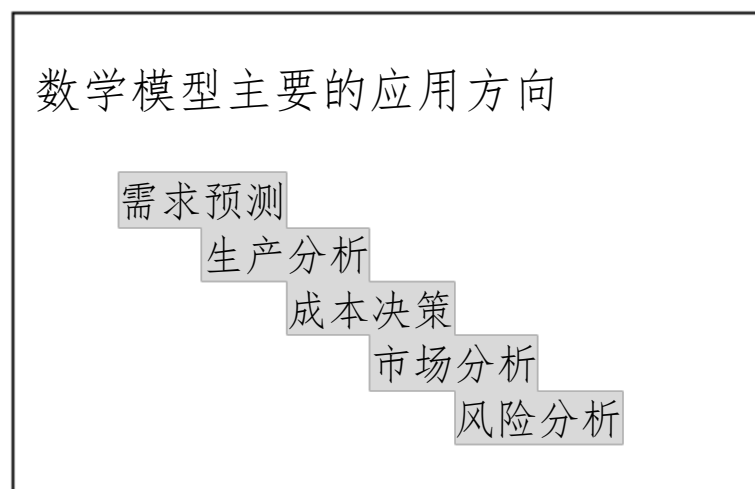 数学模型主要的应用方向
需求预测
生产分析
成本决策
市场分析
风险分析